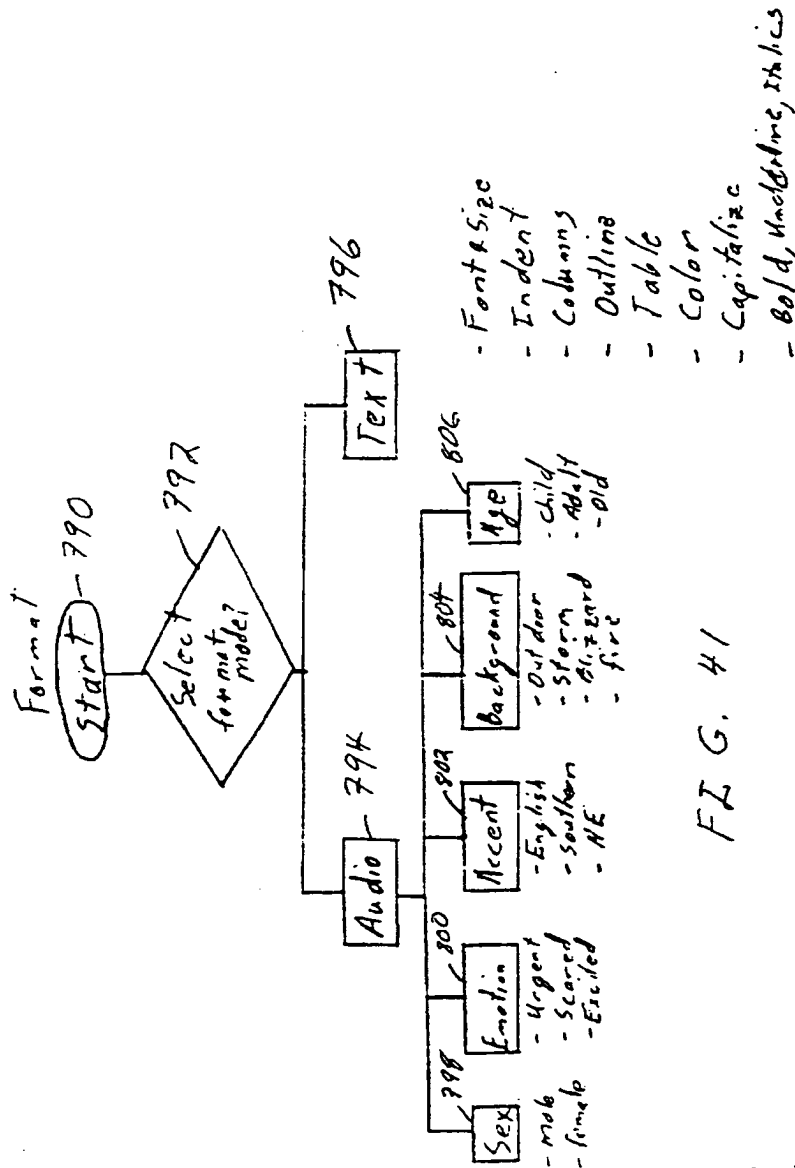 Format
Start
790
Select
format
mode?
792
Audio
794
Text
796
- Font & Size
- Indent
- Columns
- Outline
- Table
- Color
- Capitalize
- Bold, Underline, Italics
Sex
798
- Male
- Female
Emotion
800
- Urgent
- Scared
- Excited
Accent
802
- English
- Southern
- NE
Background
804
- Outdoor
- Storm
- Blizzard
- fire
Age
806
- Child
- Adult
- Old
FIG. 41